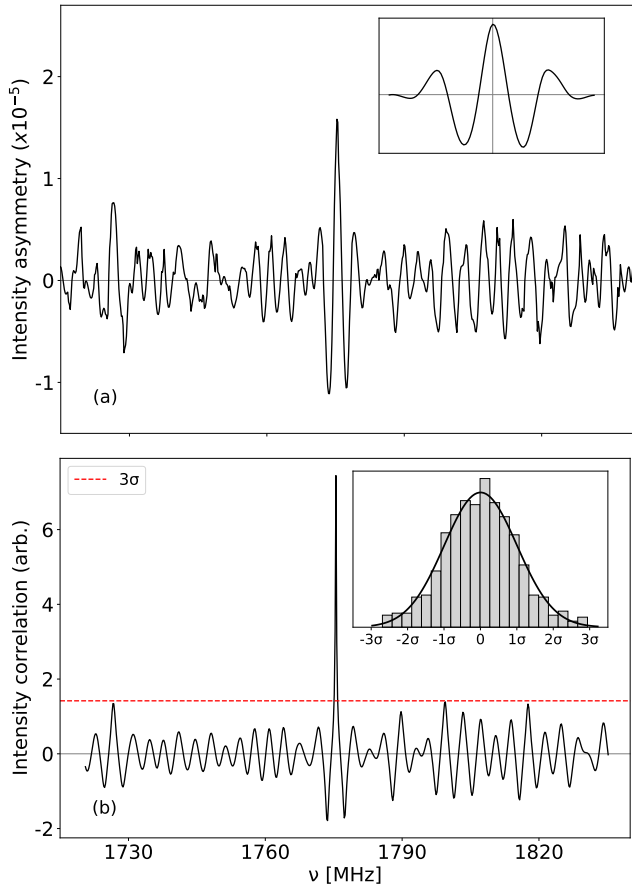 Intensity asymmetry (x10⁻⁵)
2
1
0
-1
(a)
3σ
Intensity correlation (arb.)
6
4
2
0
-2
-3σ -2σ -1σ 0 1σ 2σ 3σ
(b)
1730 1760 1790 1820
ν [MHz]